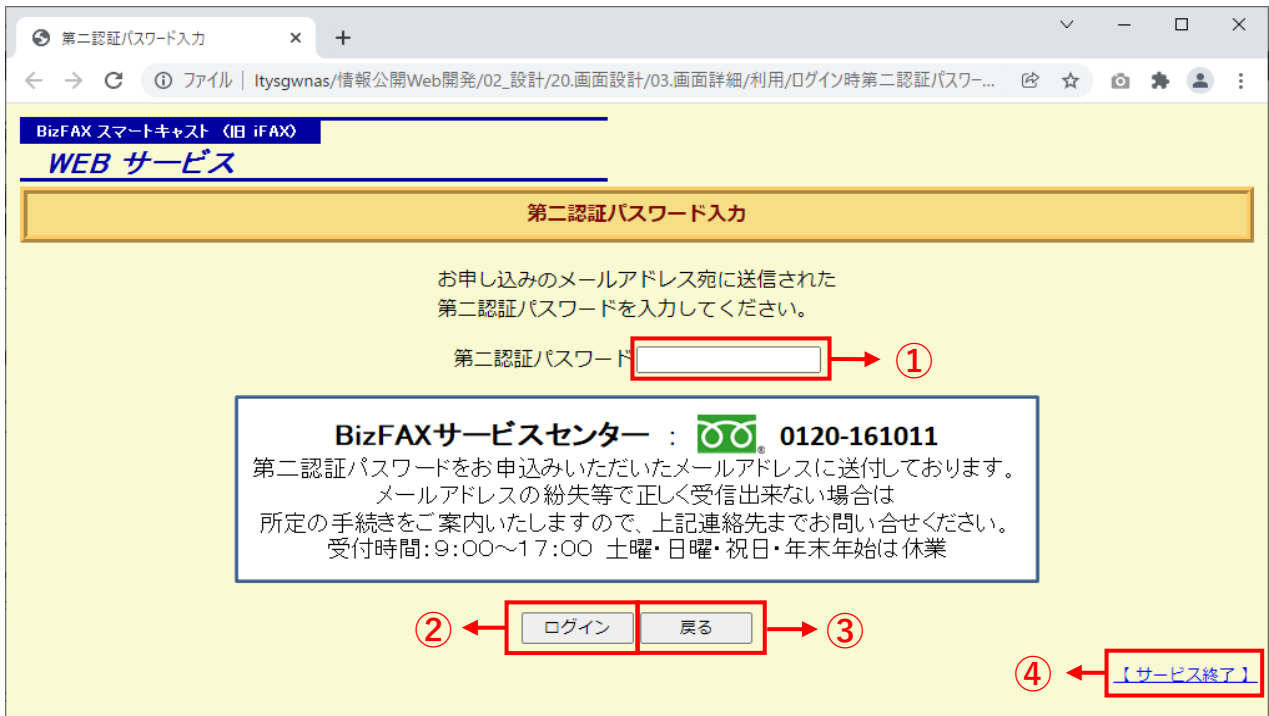 第二認証パスワード入力
ファイル | ltysgwnas/情報公開Web開発/02_設計/20.画面設計/03.画面詳細/利用/ログイン時第二認証パスワー...
BizFAX スマートキャスト（旧 iFAX）
WEB サービス
第二認証パスワード入力
お申し込みのメールアドレス宛に送信された
第二認証パスワードを入力してください。
第二認証パスワード ①
BizFAXサービスセンター : 0120-161011
第二認証パスワードをお申込みいただいたメールアドレスに送付しております。
メールアドレスの紛失等で正しく受信出来ない場合は
所定の手続きをご案内いたしますので、上記連絡先までお問い合せください。
受付時間：９：００～１７：００ 土曜・日曜・祝日・年末年始は休業
② ログイン 戻る ③
④ 【 サービス終了 】